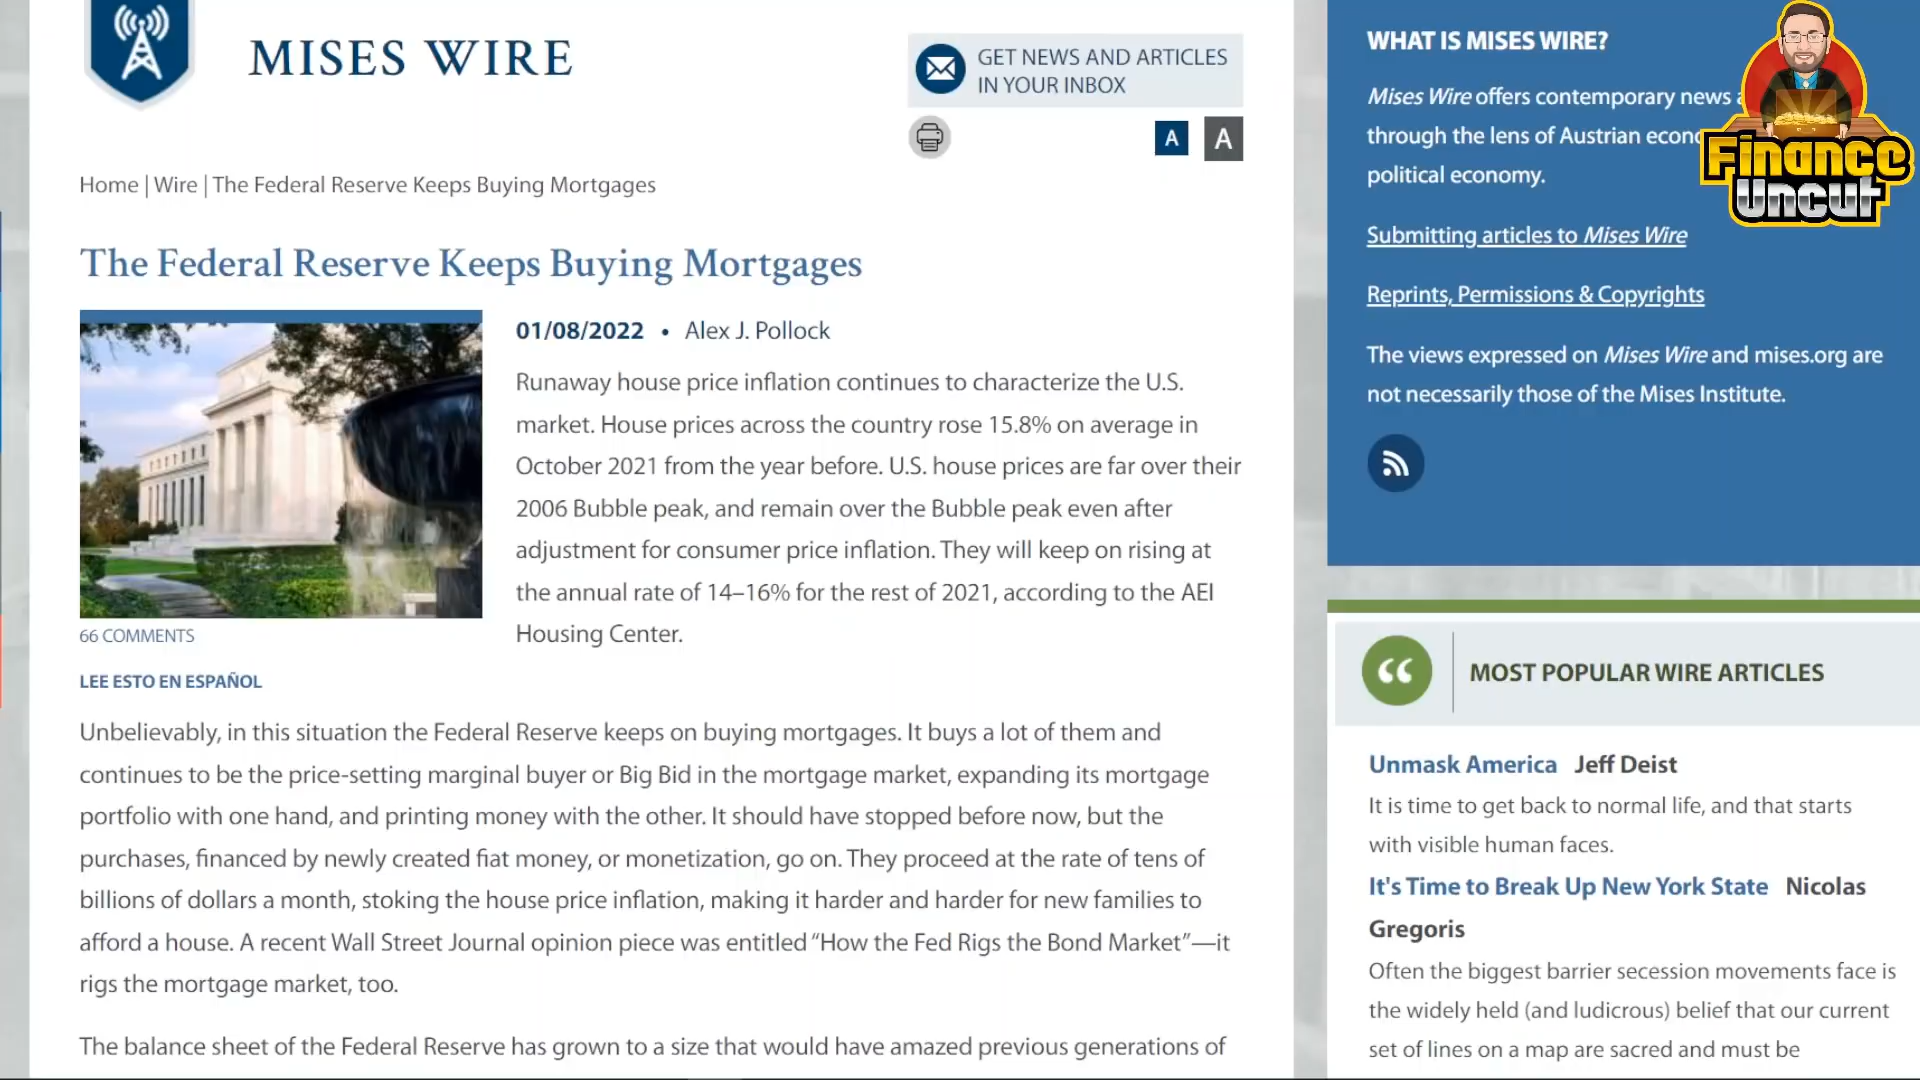 MISES WIRE
GET NEWS AND ARTICLES
IN YOUR INBOX
A
A
Home | Wire | The Federal Reserve Keeps Buying Mortgages
The Federal Reserve Keeps Buying Mortgages
01/08/2022 • Alex J. Pollock
Runaway house price inflation continues to characterize the U.S.
market. House prices across the country rose 15.8% on average in
October 2021 from the year before. U.S. house prices are far over their
2006 Bubble peak, and remain over the Bubble peak even after
adjustment for consumer price inflation. They will keep on rising at
the annual rate of 14–16% for the rest of 2021, according to the AEI
Housing Center.
66 COMMENTS
LEE ESTO EN ESPAÑOL
Unbelievably, in this situation the Federal Reserve keeps on buying mortgages. It buys a lot of them and
continues to be the price-setting marginal buyer or Big Bid in the mortgage market, expanding its mortgage
portfolio with one hand, and printing money with the other. It should have stopped before now, but the
purchases, financed by newly created fiat money, or monetization, go on. They proceed at the rate of tens of
billions of dollars a month, stoking the house price inflation, making it harder and harder for new families to
afford a house. A recent Wall Street Journal opinion piece was entitled “How the Fed Rigs the Bond Market”—it
rigs the mortgage market, too.
The balance sheet of the Federal Reserve has grown to a size that would have amazed previous generations of
WHAT IS MISES WIRE?
Mises Wire offers contemporary news
through the lens of Austrian
political economy.
Submitting articles to Mises Wire
Reprints, Permissions & Copyrights
The views expressed on Mises Wire and mises.org are
not necessarily those of the Mises Institute.
MOST POPULAR WIRE ARTICLES
Unmask America Jeff Deist
It is time to get back to normal life, and that starts
with visible human faces.
It's Time to Break Up New York State Nicolas
Gregoris
Often the biggest barrier secession movements face is
the widely held (and ludicrous) belief that our current
set of lines on a map are sacred and must be
Finance
Uncut